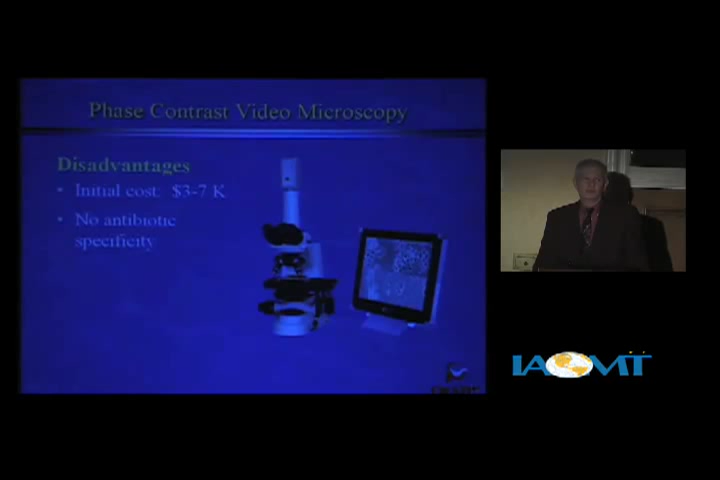 Phase Contrast Video Microscopy
Disadvantages
• Initial cost: $3-7 K
• No antibiotic
specificity
IAOMT